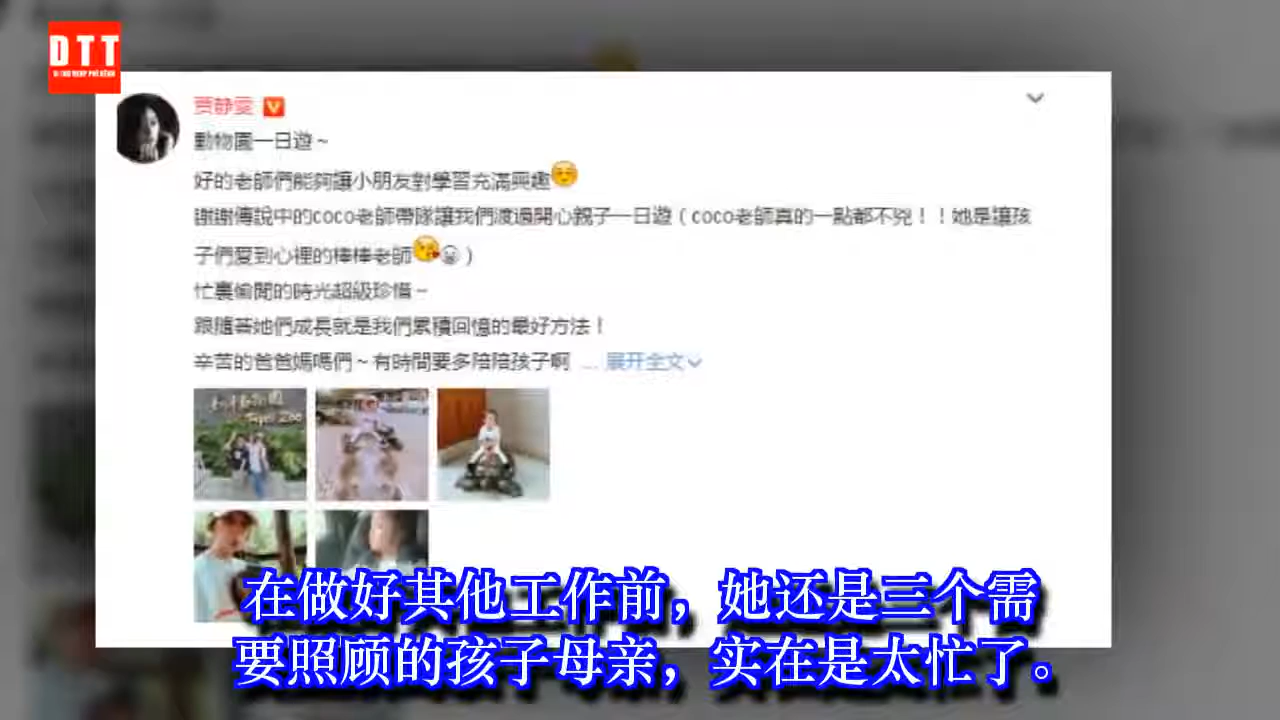 DTT
贾静雯
動物園一日遊~
好的老師們能夠讓小朋友對學習充滿興趣
謝謝傳說中的coco老師帶隊讓我們渡過開心親子一日遊(coco老師真的一點都不兇!!她是讓孩
子們愛到心裡的棒棒老師)
忙裏偷閒的時光超級珍惜~
跟隨著她們成長就是我們累積回憶的最好方法!
辛苦的爸爸媽媽們~有時間要多陪陪孩子啊 ... 展开全文
Taipei Zoo
在做好其他工作前，她还是三个需
要照顾的孩子母亲，实在是太忙了。